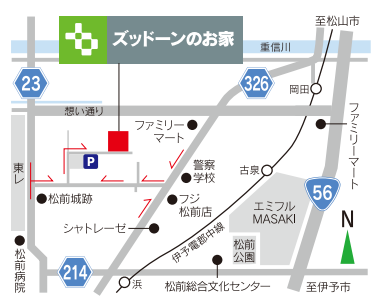 ズッドーンのお家
至松山市
重信川
23
326
岡田
想い通り
ファミリー
マート
ファミリーマート
P
東レ
警察
学校
古泉
56
松前城跡
フジ
松前店
エミフル
MASAKI
N
シャトレーゼ
伊予電郡中線
松前
公園
松前病院
214
浜
松前総合文化センター
至伊予市